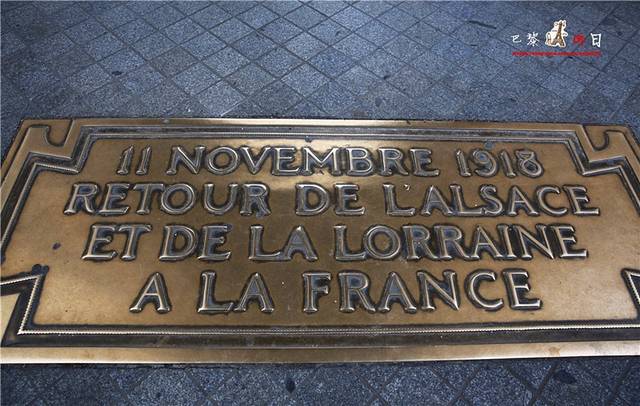 11 NOVEMBRE 1918
RETOUR DE L'ALSACE
ET DE LA LORRAINE
A LA FRANCE